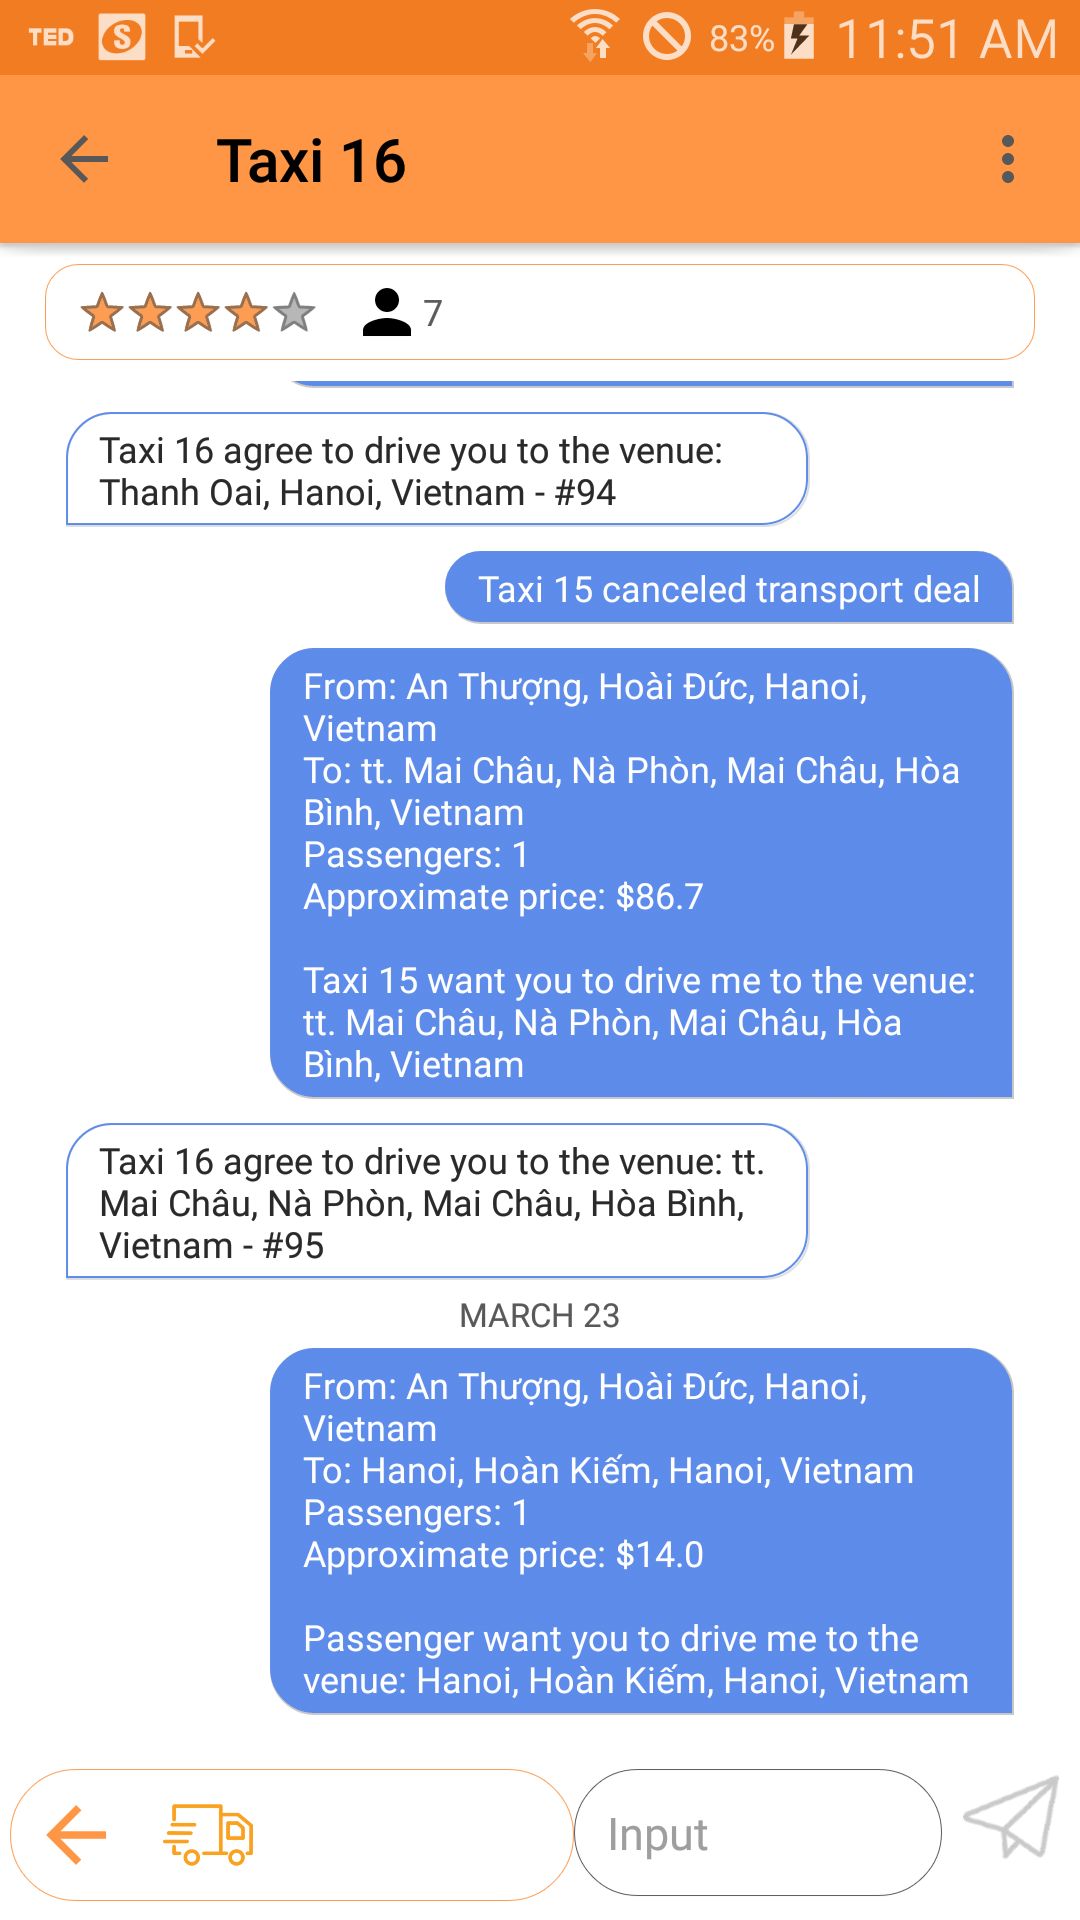 TED S 83% 11:51 AM
Taxi 16
7
Taxi 16 agree to drive you to the venue:
Thanh Oai, Hanoi, Vietnam - #94
Taxi 15 canceled transport deal
From: An Thượng, Hoài Đức, Hanoi,
Vietnam
To: tt. Mai Châu, Nà Phòn, Mai Châu, Hòa
Bình, Vietnam
Passengers: 1
Approximate price: $86.7
Taxi 15 want you to drive me to the venue:
tt. Mai Châu, Nà Phòn, Mai Châu, Hòa
Bình, Vietnam
Taxi 16 agree to drive you to the venue: tt.
Mai Châu, Nà Phòn, Mai Châu, Hòa Bình,
Vietnam - #95
MARCH 23
From: An Thượng, Hoài Đức, Hanoi,
Vietnam
To: Hanoi, Hoàn Kiếm, Hanoi, Vietnam
Passengers: 1
Approximate price: $14.0
Passenger want you to drive me to the
venue: Hanoi, Hoàn Kiếm, Hanoi, Vietnam
Input